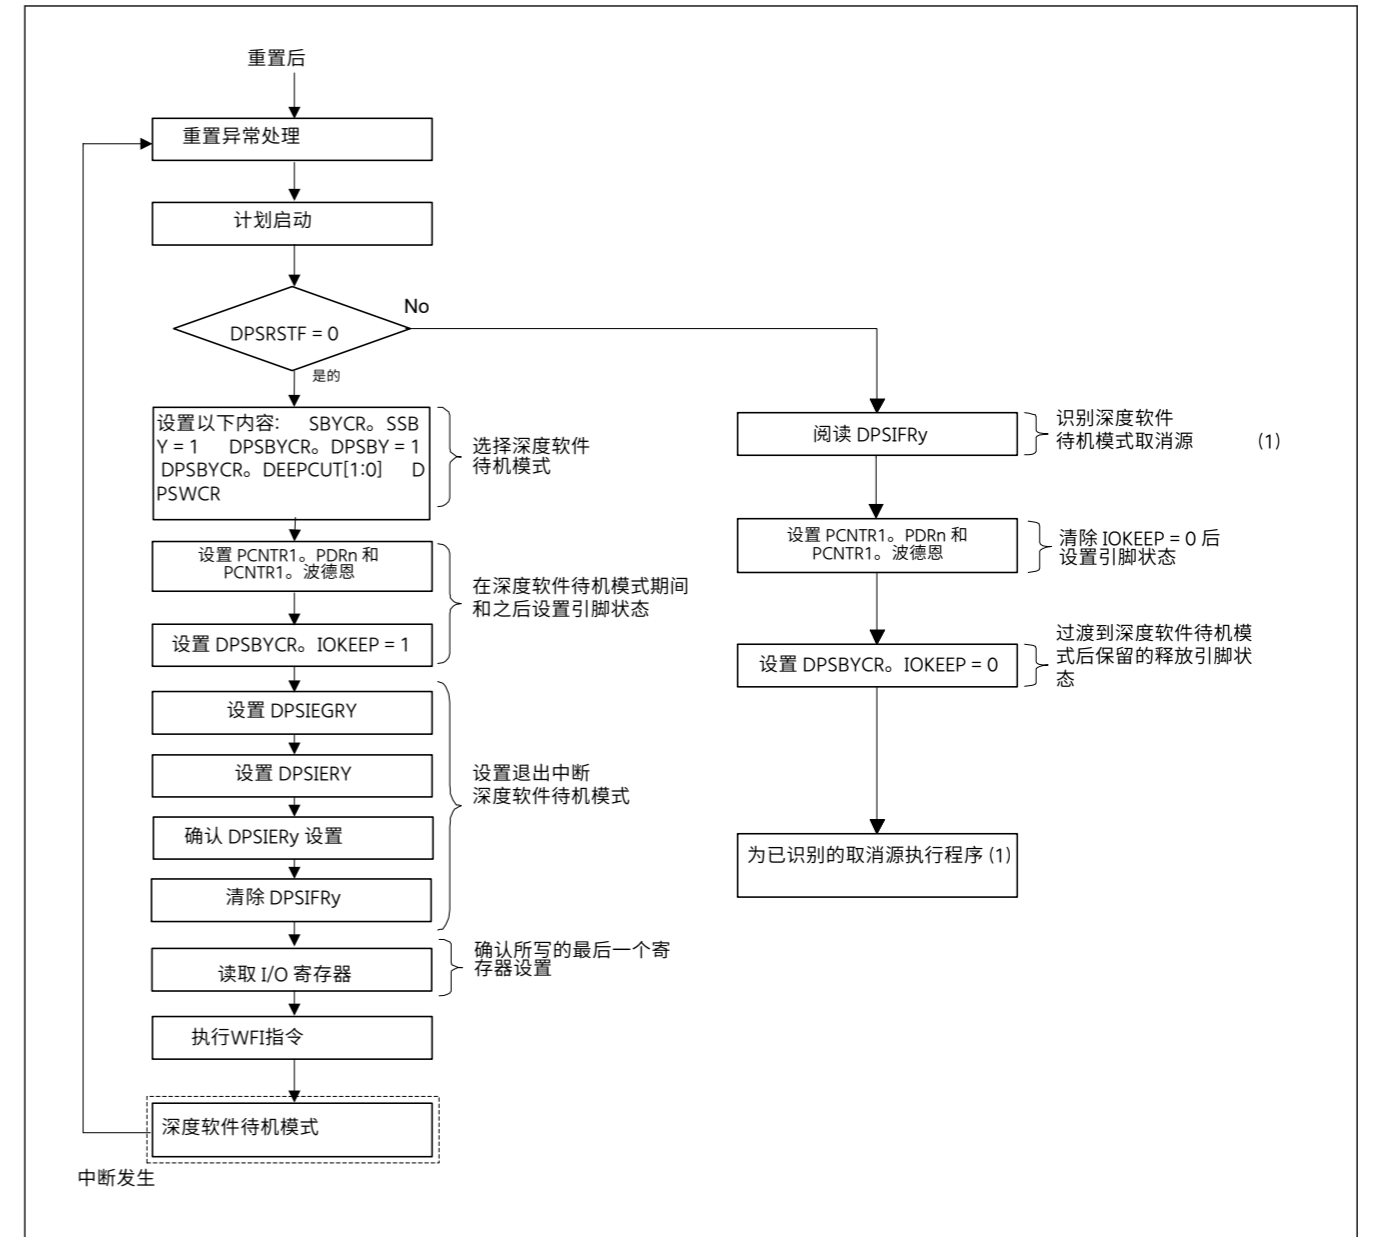 重置后
重置异常处理
计划启动
No
DPSRSTF = 0
是的
设置以下内容: SBYCR。SSB
Y = 1 DPSBYCR。DPSBY = 1
DPSBYCR。DEEPCUT[1:0] D
PSWCR
选择深度软件
待机模式
设置 PCNTR1。PDRn 和
PCNTR1。波德恩
设置 DPSBYCR。IOKEEP = 1
在深度软件待机模式期间
和之后设置引脚状态
设置 DPSIEGRY
设置 DPSIERY
确认 DPSIERy 设置
清除 DPSIFRy
设置退出中断
深度软件待机模式
读取 I/O 寄存器
确认所写的最后一个寄
存器设置
执行WFI指令
深度软件待机模式
中断发生
阅读 DPSIFRy
识别深度软件
待机模式取消源 (1)
设置 PCNTR1。PDRn 和
PCNTR1。波德恩
清除 IOKEEP = 0 后
设置引脚状态
设置 DPSBYCR。IOKEEP = 0
过渡到深度软件待机模
式后保留的释放引脚状
态
为已识别的取消源执行程序 (1)